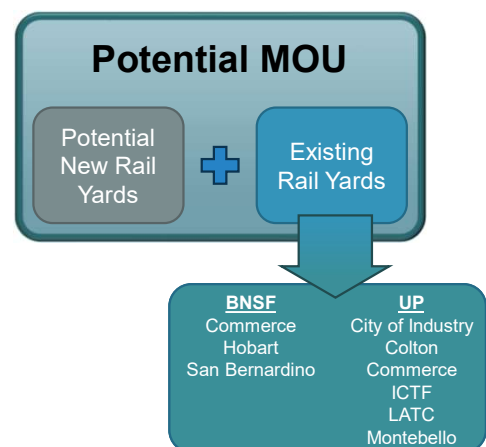 Potential MOU
Potential
New Rail
Yards
Existing
Rail Yards
BNSF
Commerce
Hobart
San Bernardino
UP
City of Industry
Colton
Commerce
ICTF
LATC
Montebello